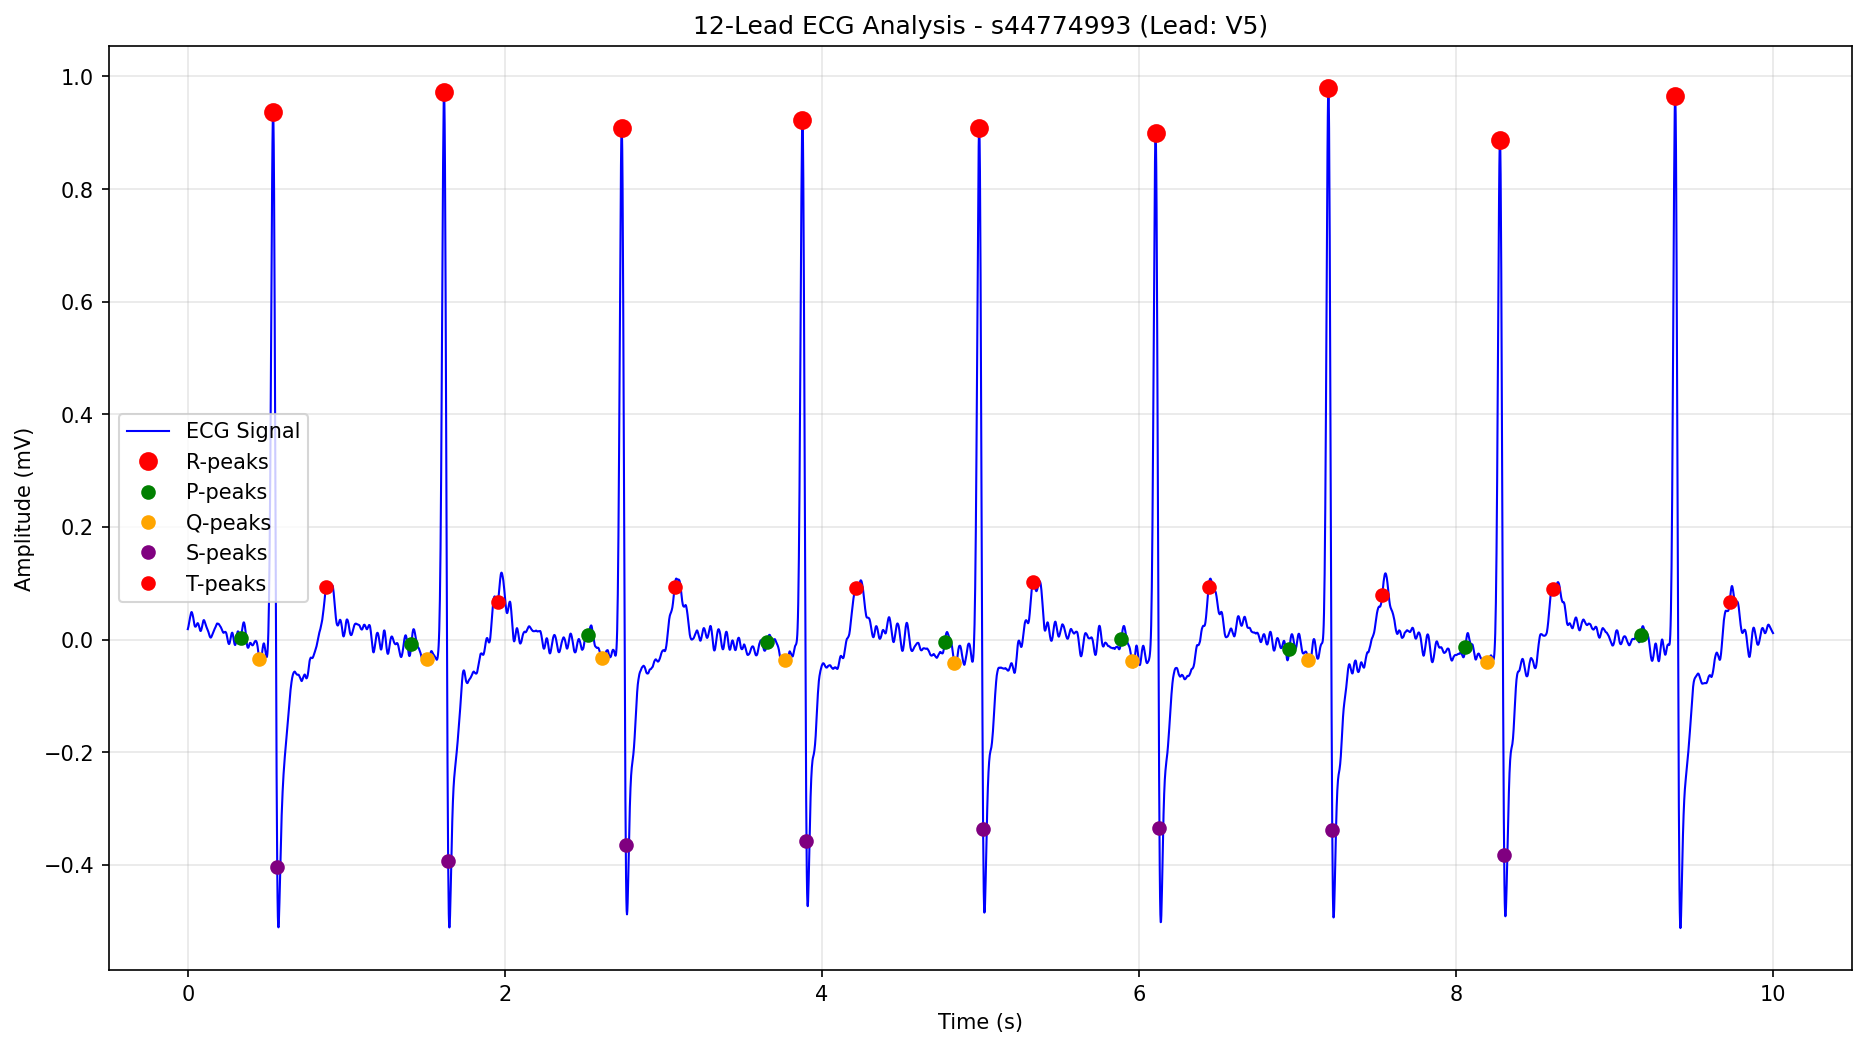 12-Lead ECG Analysis - s44774993 (Lead: V5)
Amplitude (mV)
1.0
0.8
0.6
0.4
0.2
0.0
−0.2
−0.4
ECG Signal
R-peaks
P-peaks
Q-peaks
S-peaks
T-peaks
0 2 4 6 8 10
Time (s)